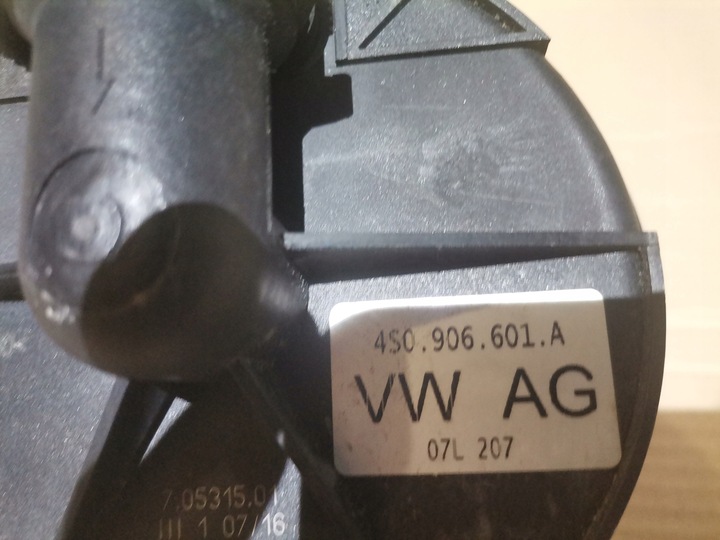 4S0.906.601.A
VW AG
07L 207
7.05315.01
III 1 07/16